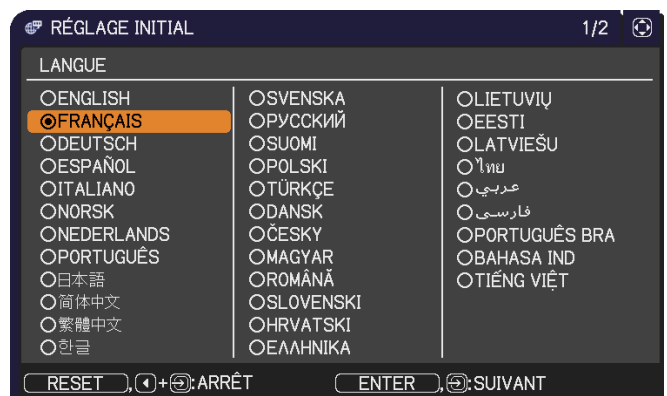 RÉGLAGE INITIAL 1/2
LANGUE
ENGLISH
FRANÇAIS
DEUTSCH
ESPAÑOL
ITALIANO
NORSK
NEDERLANDS
PORTUGUÊS
日本語
简体中文
繁體中文
한글
SVENSKA
РУССКИЙ
SUOMI
POLSKI
TÜRKÇE
DANSK
ČESKY
MAGYAR
ROMÂNĂ
SLOVENSKI
HRVATSKI
ΕΛΛΗΝΙΚΑ
LIETUVIŲ
EESTI
LATVIEŠU
ไทย
عربي
فارسی
PORTUGUÊS BRA
BAHASA IND
TIẾNG VIỆT
RESET ,+:ARRÊT ENTER ,:SUIVANT